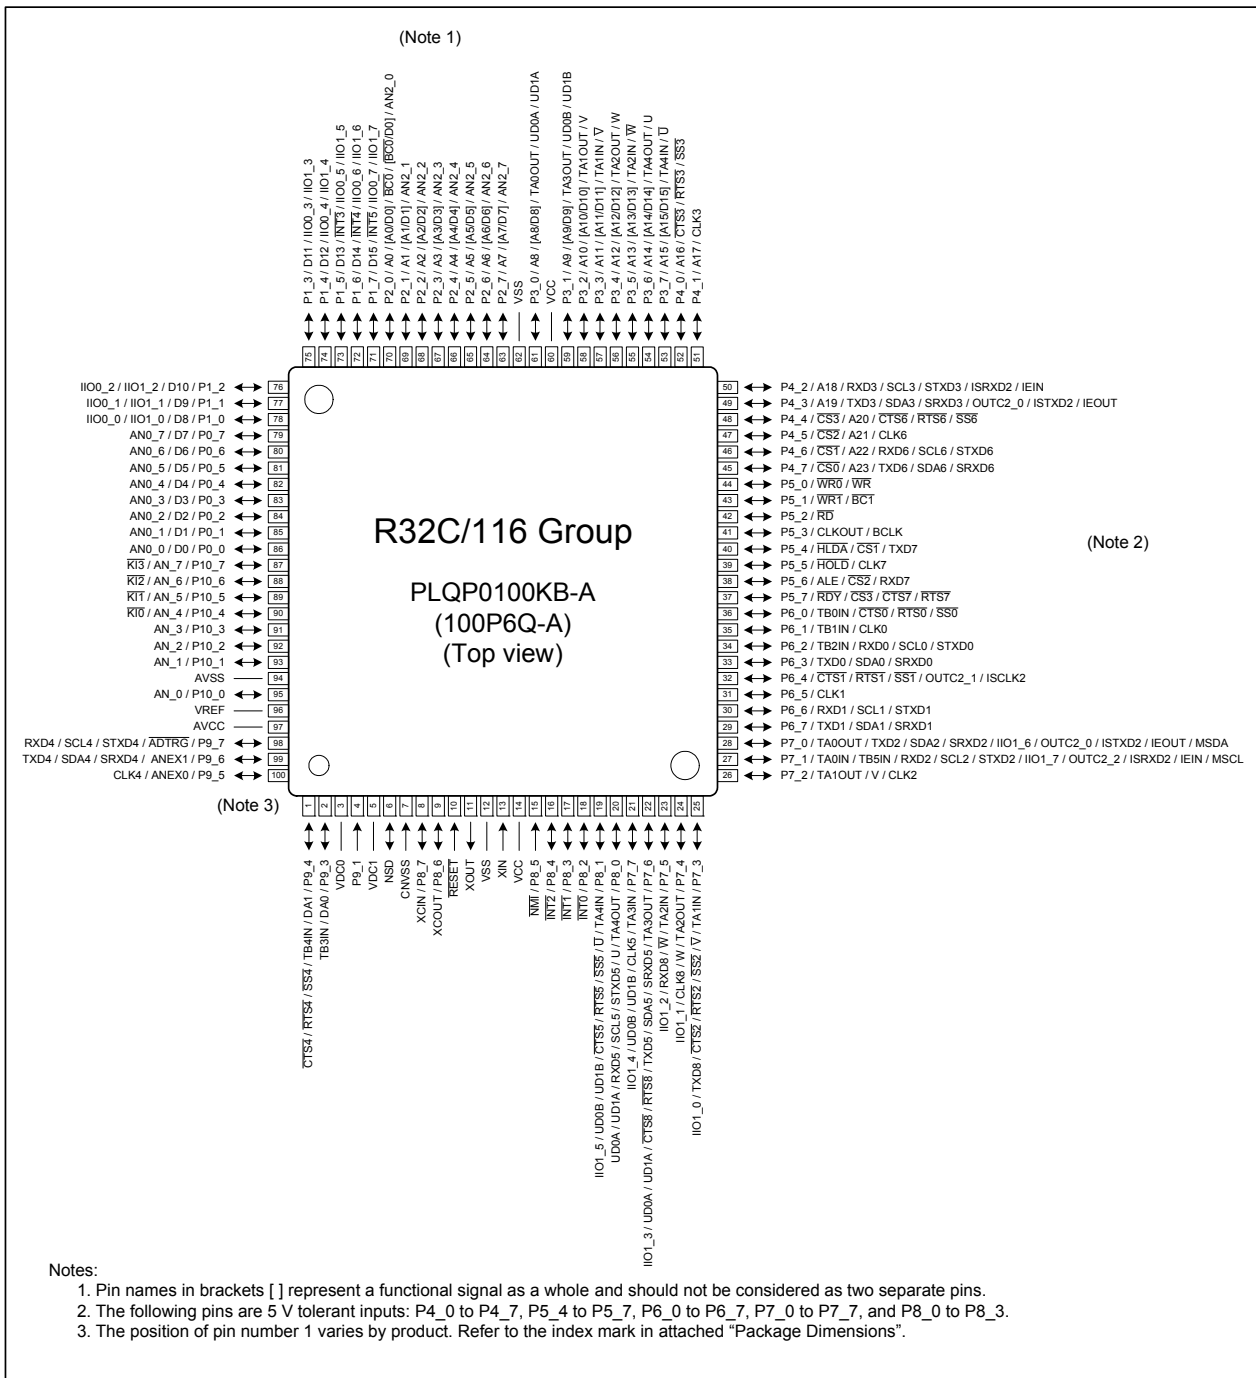 (Note 1)
P1_3 / D11 / IIO0_3 / IIO1_3
P1_4 / D12 / IIO0_4 / IIO1_4
P1_5 / D13 / INT3 / IIO0_5 / IIO1_5
P1_6 / D14 / INT4 / IIO0_6 / IIO1_6
P1_7 / D15 / INT5 / IIO0_7 / IIO1_7
P2_0 / A0 / [A0/D0] / BC0 / [BC0/D0] / AN2_0
P2_1 / A1 / [A1/D1] / AN2_1
P2_2 / A2 / [A2/D2] / AN2_2
P2_3 / A3 / [A3/D3] / AN2_3
P2_4 / A4 / [A4/D4] / AN2_4
P2_5 / A5 / [A5/D5] / AN2_5
P2_6 / A6 / [A6/D6] / AN2_6
P2_7 / A7 / [A7/D7] / AN2_7
VSS
P3_0 / A8 / [A8/D8] / TA0OUT / UD0A / UD1A
VCC
P3_1 / A9 / [A9/D9] / TA3OUT / UD0B / UD1B
P3_2 / A10 / [A10/D10] / TA1OUT / V
P3_3 / A11 / [A11/D11] / TA1IN / V
P3_4 / A12 / [A12/D12] / TA2OUT / W
P3_5 / A13 / [A13/D13] / TA2IN / W
P3_6 / A14 / [A14/D14] / TA4OUT / U
P3_7 / A15 / [A15/D15] / TA4IN / U
P4_0 / A16 / CTS3 / RTS3 / SS3
P4_1 / A17 / CLK3
75 74 73 72 71 70 69 68 67 66 65 64 63 62 61 60 59 58 57 56 55 54 53 52 51
IIO0_2 / IIO1_2 / D10 / P1_2 76
IIO0_1 / IIO1_1 / D9 / P1_1 77
IIO0_0 / IIO1_0 / D8 / P1_0 78
AN0_7 / D7 / P0_7 79
AN0_6 / D6 / P0_6 80
AN0_5 / D5 / P0_5 81
AN0_4 / D4 / P0_4 82
AN0_3 / D3 / P0_3 83
AN0_2 / D2 / P0_2 84
AN0_1 / D1 / P0_1 85
AN0_0 / D0 / P0_0 86
KI3 / AN_7 / P10_7 87
KI2 / AN_6 / P10_6 88
KI1 / AN_5 / P10_5 89
KI0 / AN_4 / P10_4 90
AN_3 / P10_3 91
AN_2 / P10_2 92
AN_1 / P10_1 93
AVSS 94
AN_0 / P10_0 95
VREF 96
AVCC 97
RXD4 / SCL4 / STXD4 / ADTRG / P9_7 98
TXD4 / SDA4 / SRXD4 / ANEX1 / P9_6 99
CLK4 / ANEX0 / P9_5 100
R32C/116 Group
PLQP0100KB-A
(100P6Q-A)
(Top view)
50 P4_2 / A18 / RXD3 / SCL3 / STXD3 / ISRXD2 / IEIN
49 P4_3 / A19 / TXD3 / SDA3 / SRXD3 / OUTC2_0 / ISTXD2 / IEOUT
48 P4_4 / CS3 / A20 / CTS6 / RTS6 / SS6
47 P4_5 / CS2 / A21 / CLK6
46 P4_6 / CS1 / A22 / RXD6 / SCL6 / STXD6
45 P4_7 / CS0 / A23 / TXD6 / SDA6 / SRXD6
44 P5_0 / WR0 / WR
43 P5_1 / WR1 / BC1
42 P5_2 / RD
41 P5_3 / CLKOUT / BCLK
40 P5_4 / HLDA / CS1 / TXD7
39 P5_5 / HOLD / CLK7
38 P5_6 / ALE / CS2 / RXD7
37 P5_7 / RDY / CS3 / CTS7 / RTS7
36 P6_0 / TB0IN / CTS0 / RTS0 / SS0
35 P6_1 / TB1IN / CLK0
34 P6_2 / TB2IN / RXD0 / SCL0 / STXD0
33 P6_3 / TXD0 / SDA0 / SRXD0
32 P6_4 / CTS1 / RTS1 / SS1 / OUTC2_1 / ISCLK2
31 P6_5 / CLK1
30 P6_6 / RXD1 / SCL1 / STXD1
29 P6_7 / TXD1 / SDA1 / SRXD1
28 P7_0 / TA0OUT / TXD2 / SDA2 / SRXD2 / IIO1_6 / OUTC2_0 / ISTXD2 / IEOUT / MSDA
27 P7_1 / TA0IN / TB5IN / RXD2 / SCL2 / STXD2 / IIO1_7 / OUTC2_2 / ISRXD2 / IEIN / MSCL
26 P7_2 / TA1OUT / V / CLK2
(Note 2)
(Note 3)
1 2 3 4 5 6 7 8 9 10 11 12 13 14 15 16 17 18 19 20 21 22 23 24 25
CTS4 / RTS4 / SS4 / TB4IN / DA1 / P9_4
TB3IN / DA0 / P9_3
VDC0
P9_1
VDC1
NSD
CNVSS
XCIN / P8_7
XCOUT / P8_6
RESET
XOUT
VSS
XIN
VCC
NMI / P8_5
INT2 / P8_4
INT1 / P8_3
INT0 / P8_2
IIO1_5 / UD0B / UD1B / CTS5 / RTS5 / SS5 / U / TA4IN / P8_1
UD0A / UD1A / RXD5 / SCL5 / STXD5 / U / TA4OUT / P8_0
IIO1_4 / UD0B / UD1B / CLK5 / TA3IN / P7_7
IIO1_3 / UD0A / UD1A / CTS8 / RTS8 / TXD5 / SDA5 / SRXD5 / TA3OUT / P7_6
IIO1_2 / RXD8 / W / TA2IN / P7_5
IIO1_1 / CLK8 / W / TA2OUT / P7_4
IIO1_0 / TXD8 / CTS2 / RTS2 / SS2 / V / TA1IN / P7_3
Notes:
1. Pin names in brackets [ ] represent a functional signal as a whole and should not be considered as two separate pins.
2. The following pins are 5 V tolerant inputs: P4_0 to P4_7, P5_4 to P5_7, P6_0 to P6_7, P7_0 to P7_7, and P8_0 to P8_3.
3. The position of pin number 1 varies by product. Refer to the index mark in attached “Package Dimensions”.